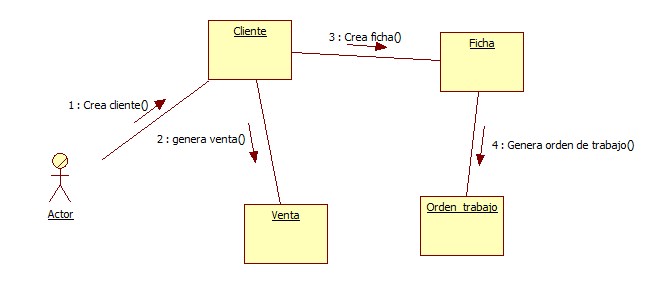 Cliente
3 : Crea ficha()
Ficha
1 : Crea cliente()
2 : genera venta()
4 : Genera orden de trabajo()
Actor
Venta
Orden_trabajo